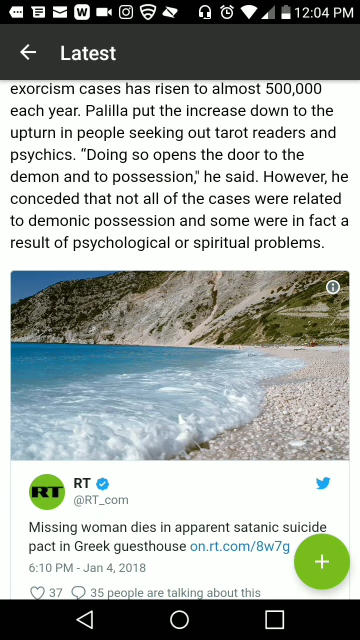 12:04 PM
Latest
exorcism cases has risen to almost 500,000
each year. Palilla put the increase down to the
upturn in people seeking out tarot readers and
psychics. “Doing so opens the door to the
demon and to possession," he said. However, he
conceded that not all of the cases were related
to demonic possession and some were in fact a
result of psychological or spiritual problems.
RT
RT
@RT_com
Missing woman dies in apparent satanic suicide
pact in Greek guesthouse on.rt.com/8w7g
6:10 PM - Jan 4, 2018
37 35 people are talking about this